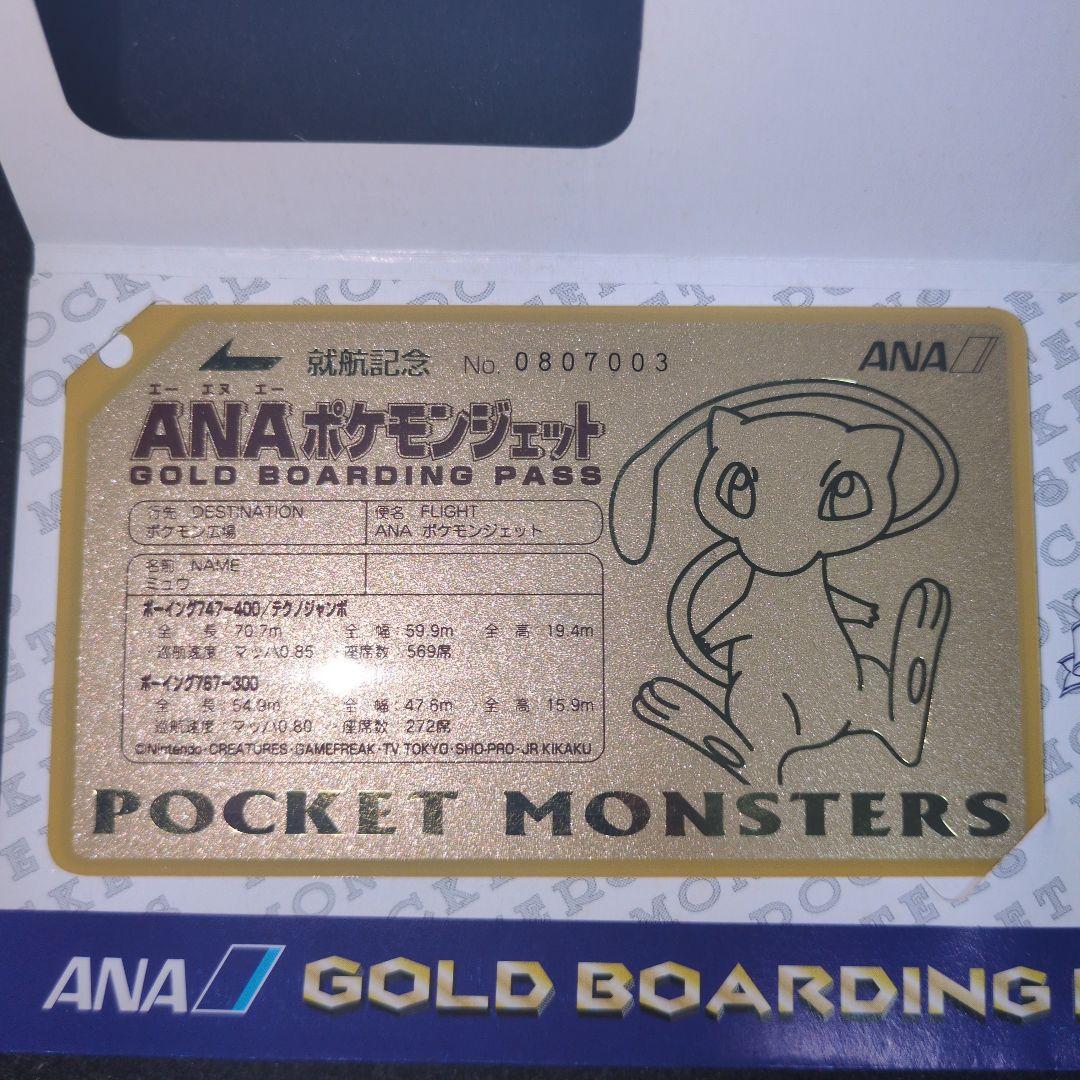 就航記念 No. 0807003 ANA
エー エヌ エー
ANAポケモンジェット
GOLD BOARDING PASS
行先 DESTINATION 便名 FLIGHT
ポケモン広場 ANA ポケモンジェット
名前 NAME
ミュウ
ボーイング747-400/テクノジャンボ
全長 70.7m 全幅:59.9m 全高 19.4m
巡航速度 マッハ0.85 座席数:569席
ボーイング767-300
全長 54.9m 全幅:47.6m 全高 15.9m
巡航速度 マッハ0.80 座席数:272席
©Nintendo・CREATURES・GAMEFREAK・TV TOKYO・SHO-PRO・JR KIKAKU
POCKET MONSTERS
ANA GOLD BOARDING